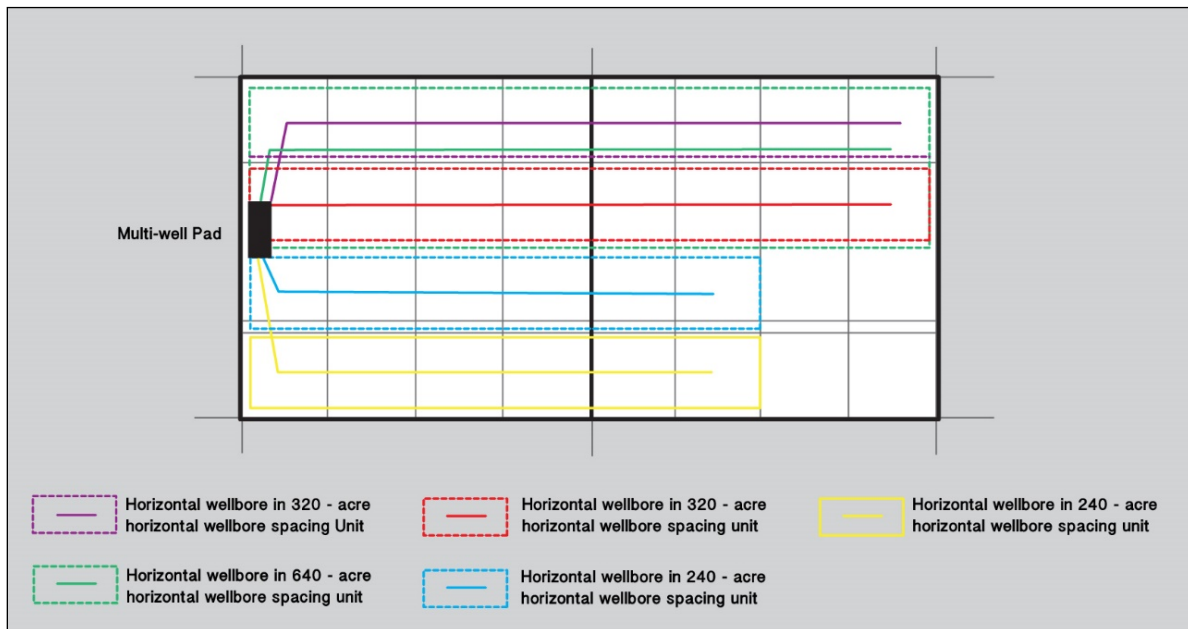 Multi-well Pad
Horizontal wellbore in 320 - acre
horizontal wellbore spacing Unit
Horizontal wellbore in 320 - acre
horizontal wellbore spacing unit
Horizontal wellbore in 240 - acre
horizontal wellbore spacing unit
Horizontal wellbore in 640 - acre
horizontal wellbore spacing unit
Horizontal wellbore in 240 - acre
horizontal wellbore spacing unit